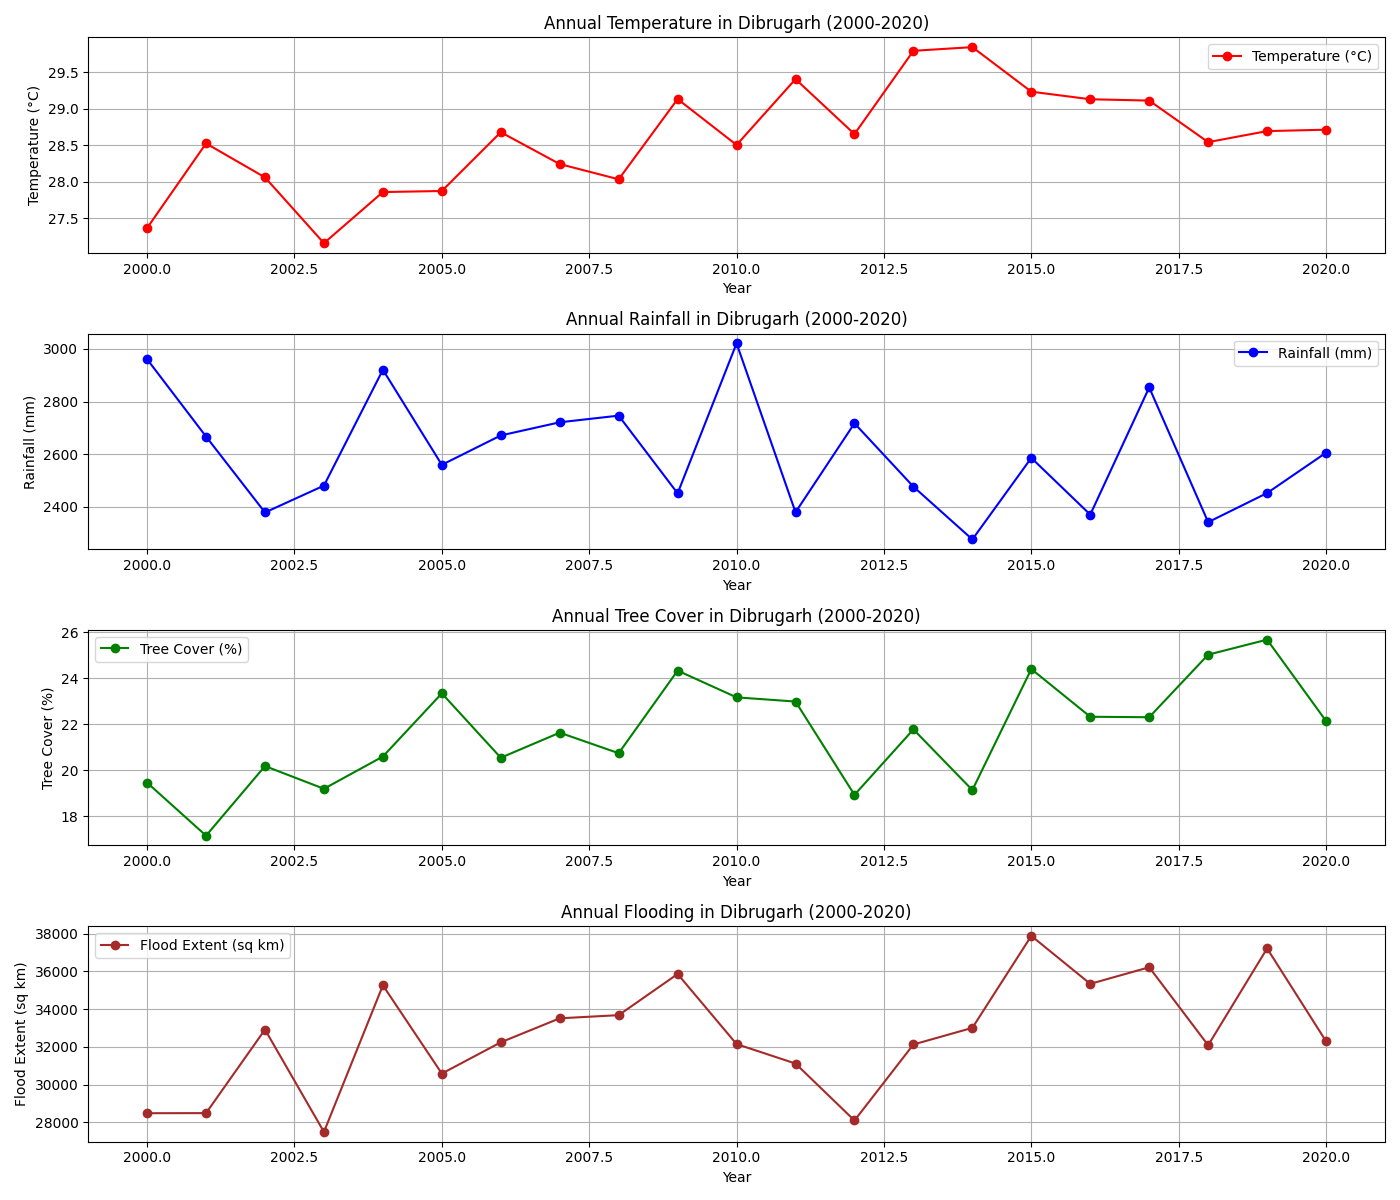 Annual Temperature in Dibrugarh (2000-2020)
Temperature (°C)
Temperature (°C)
29.5
29.0
28.5
28.0
27.5
2000.0 2002.5 2005.0 2007.5 2010.0 2012.5 2015.0 2017.5 2020.0
Year
Annual Rainfall in Dibrugarh (2000-2020)
Rainfall (mm)
Rainfall (mm)
3000
2800
2600
2400
2000.0 2002.5 2005.0 2007.5 2010.0 2012.5 2015.0 2017.5 2020.0
Year
Annual Tree Cover in Dibrugarh (2000-2020)
Tree Cover (%)
Tree Cover (%)
26
24
22
20
18
2000.0 2002.5 2005.0 2007.5 2010.0 2012.5 2015.0 2017.5 2020.0
Year
Annual Flooding in Dibrugarh (2000-2020)
Flood Extent (sq km)
Flood Extent (sq km)
38000
36000
34000
32000
30000
28000
2000.0 2002.5 2005.0 2007.5 2010.0 2012.5 2015.0 2017.5 2020.0
Year